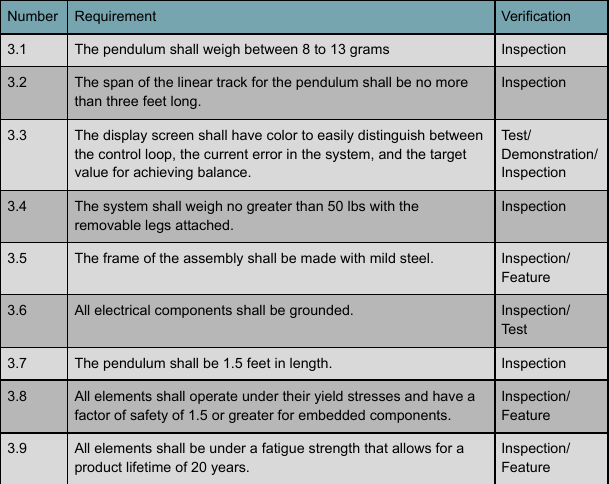 Number Requirement Verification
3.1 The pendulum shall weigh between 8 to 13 grams Inspection
3.2 The span of the linear track for the pendulum shall be no more Inspection
than three feet long.
3.3 The display screen shall have color to easily distinguish between Test/
the control loop, the current error in the system, and the target Demonstration/
value for achieving balance. Inspection
3.4 The system shall weigh no greater than 50 lbs with the Inspection
removable legs attached.
3.5 The frame of the assembly shall be made with mild steel. Inspection/
Feature
3.6 All electrical components shall be grounded. Inspection/
Test
3.7 The pendulum shall be 1.5 feet in length. Inspection
3.8 All elements shall operate under their yield stresses and have a Inspection/
factor of safety of 1.5 or greater for embedded components. Feature
3.9 All elements shall be under a fatigue strength that allows for a Inspection/
product lifetime of 20 years. Feature